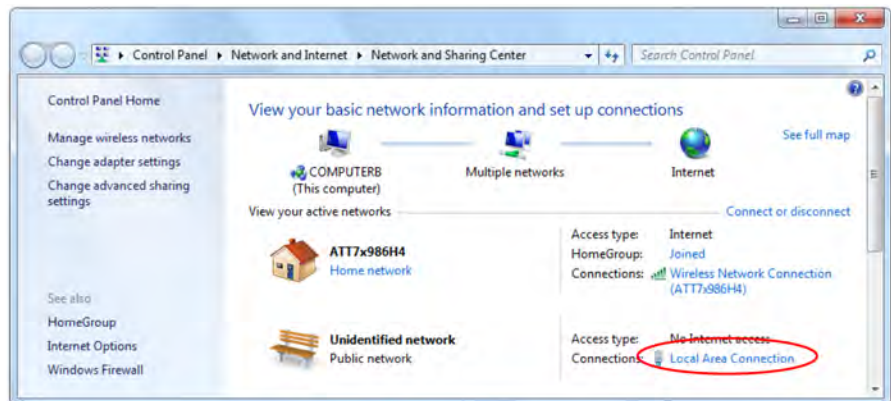 Control Panel ▸ Network and Internet ▸ Network and Sharing Center
Search Control Panel
Control Panel Home
Manage wireless networks
Change adapter settings
Change advanced sharing
settings
See also
HomeGroup
Internet Options
Windows Firewall
View your basic network information and set up connections
See full map
COMPUTERB
(This computer)
Multiple networks
Internet
View your active networks
Connect or disconnect
ATT7x986H4
Home network
Access type: Internet
HomeGroup: Joined
Connections: Wireless Network Connection
(ATT7x986H4)
Unidentified network
Public network
Access type: No Internet access
Connections: Local Area Connection